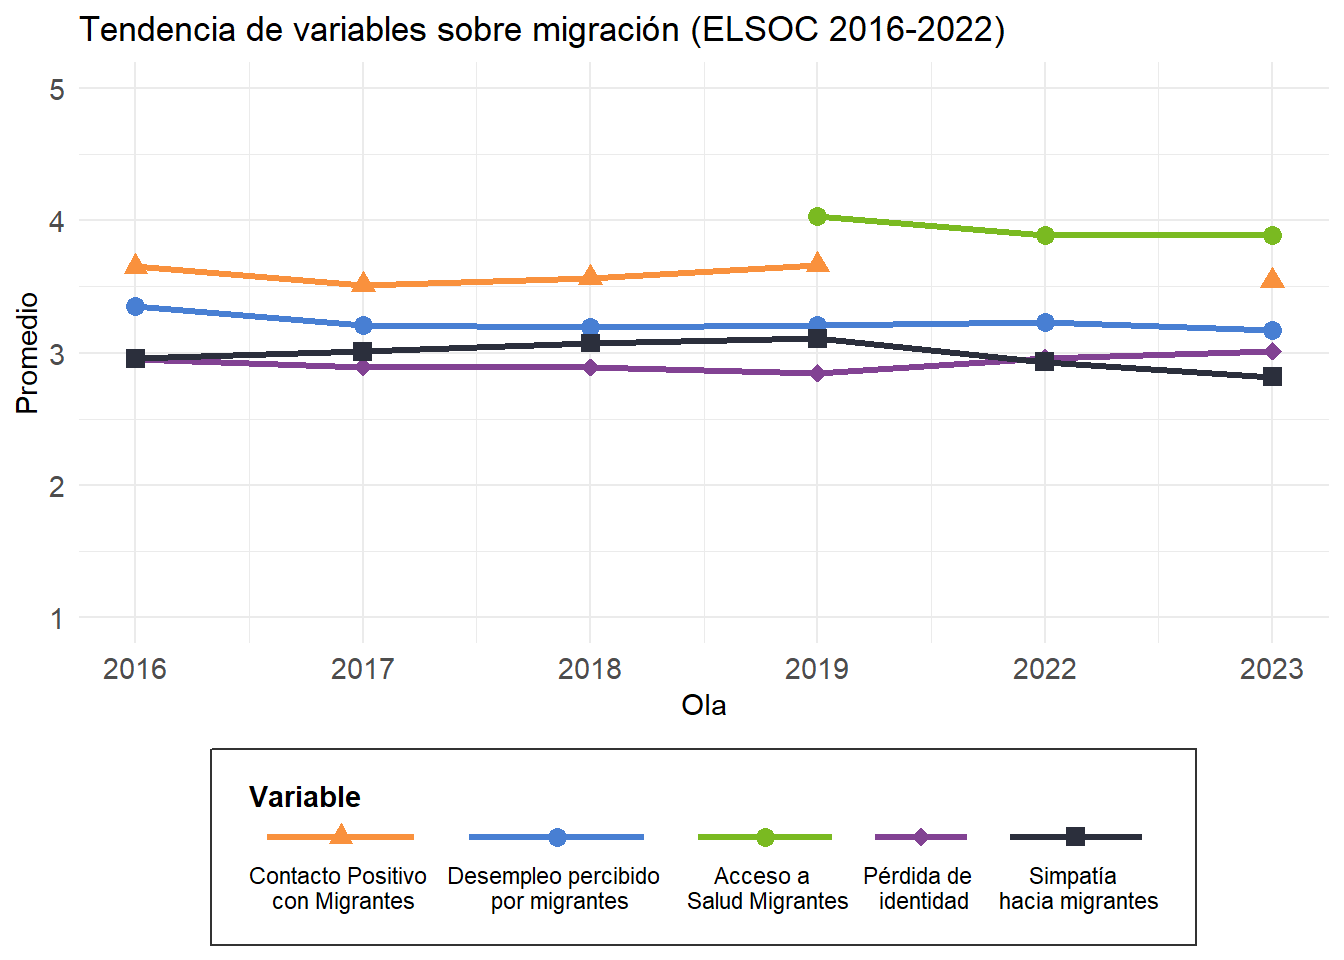 Tendencia de variables sobre migración (ELSOC 2016-2022)
5
4
3
2
1
Promedio
2016 2017 2018 2019 2022 2023
Ola
Variable
Contacto Positivo con Migrantes
Desempleo percibido por migrantes
Acceso a Salud Migrantes
Pérdida de identidad
Simpatía hacia migrantes